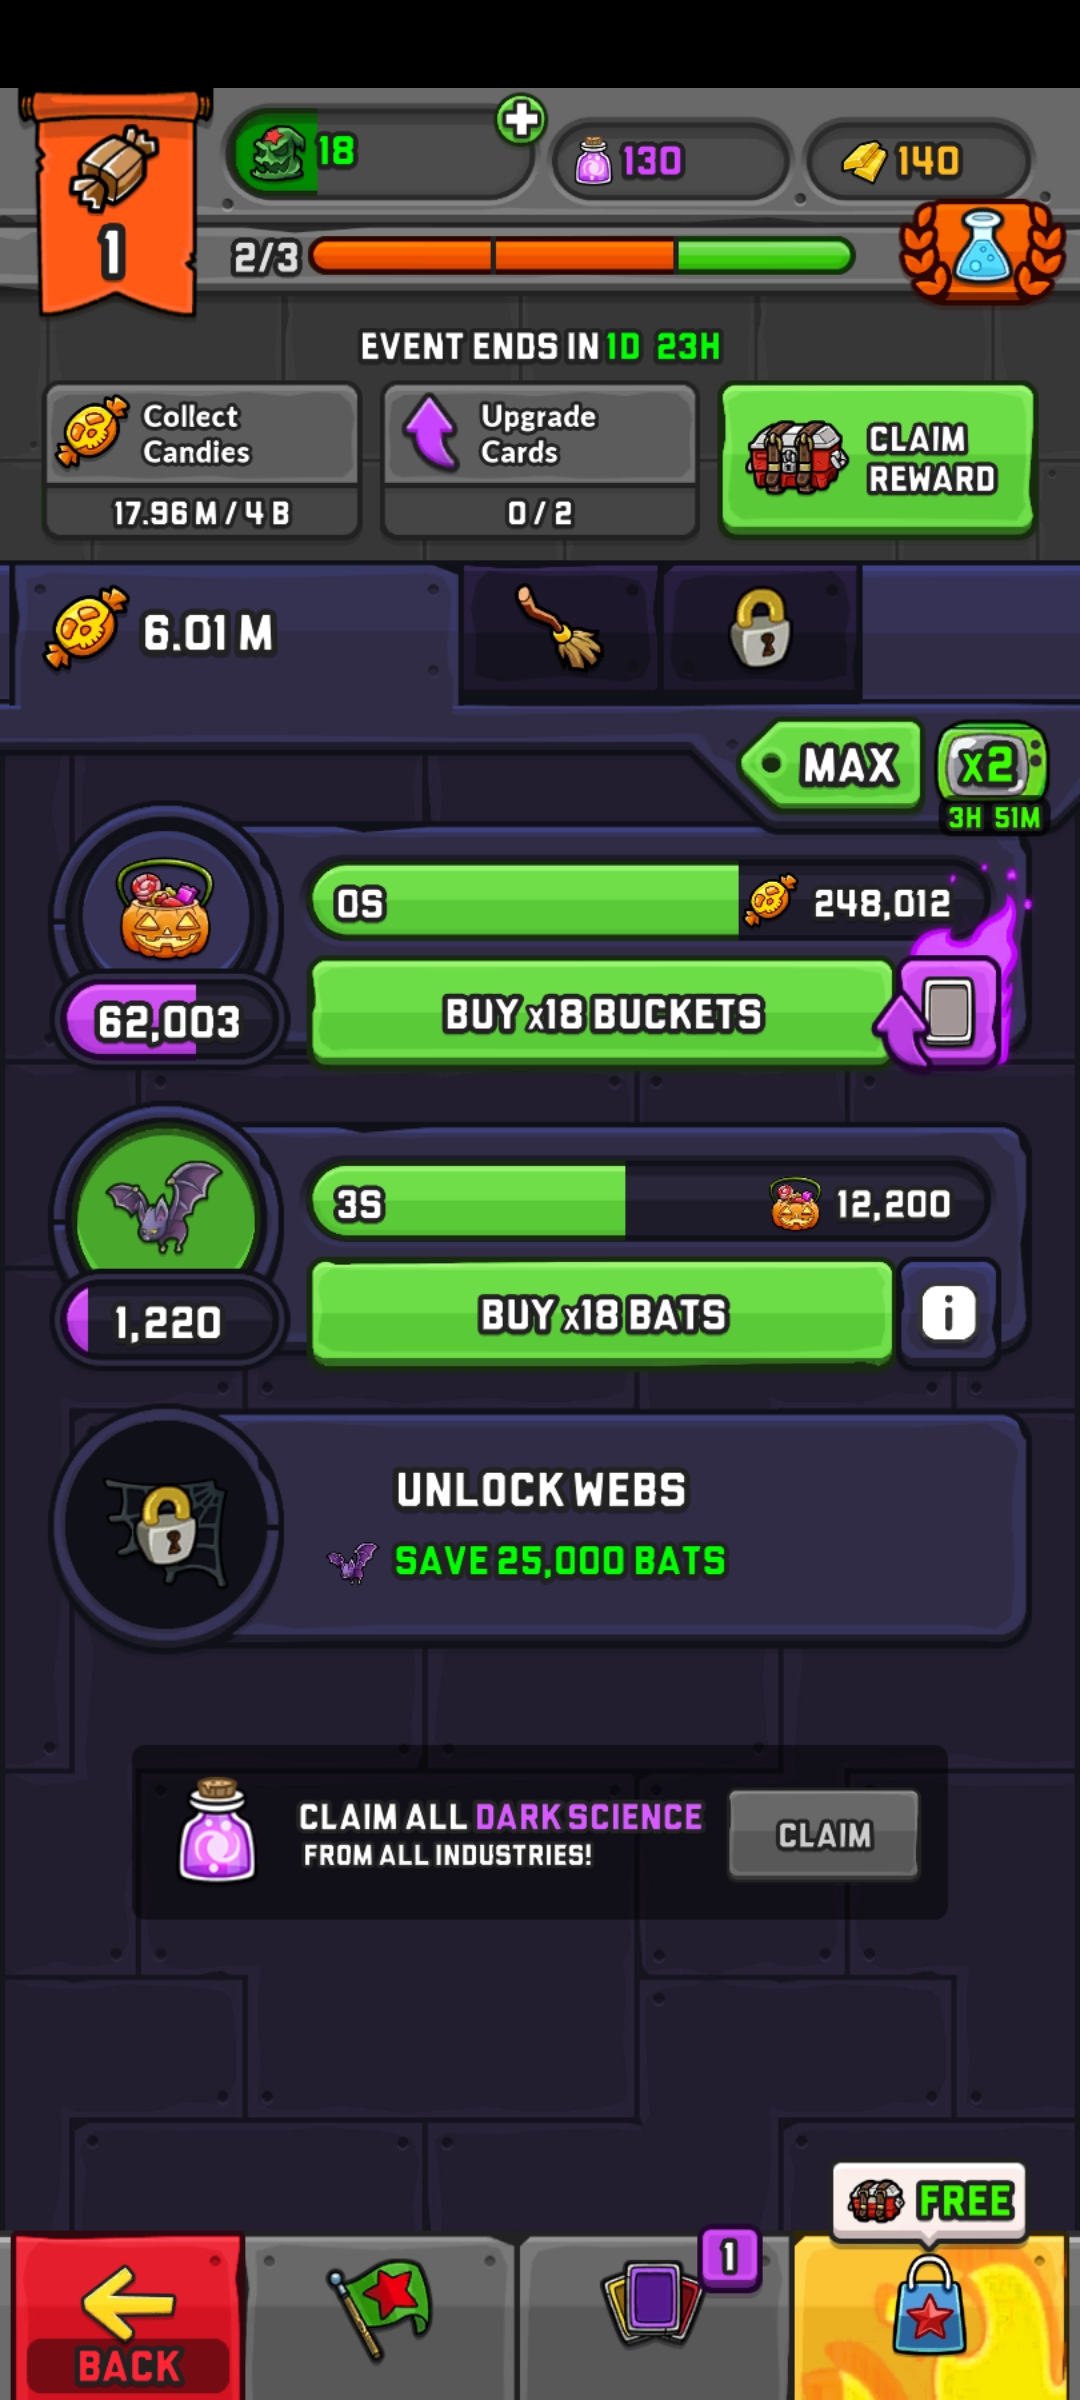 18
130
140
1
2/3
EVENT ENDS IN 1D 23H
Collect
Candies
17.96 M / 4 B
Upgrade
Cards
0 / 2
CLAIM
REWARD
6.01 M
MAX
x2
3H 51M
0S
248,012
62,003
BUY x18 BUCKETS
3S
12,200
1,220
BUY x18 BATS
i
UNLOCK WEBS
SAVE 25,000 BATS
CLAIM ALL DARK SCIENCE
FROM ALL INDUSTRIES!
CLAIM
FREE
1
BACK